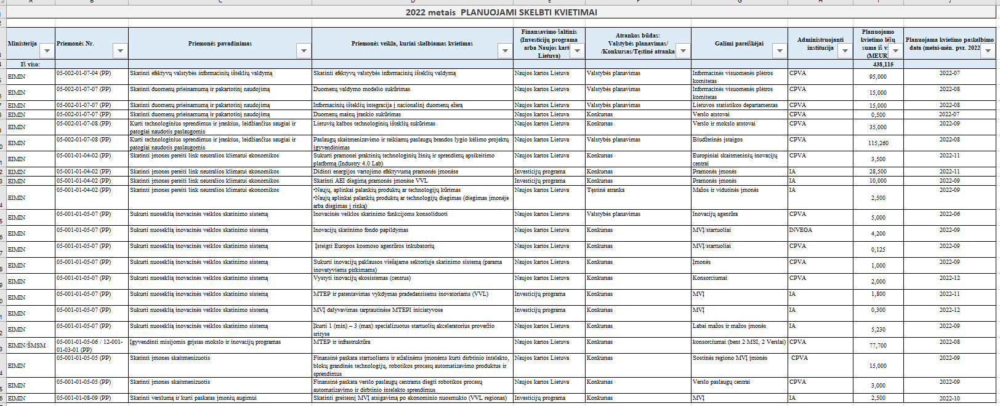 A B C D E F G H I J
2022 metais PLANUOJAMI SKELBTI KVIETIMAI
Ministerija Priemonės Nr. Priemonės pavadinimas Priemonės veikla, kuriai skelbiamas kvietimas
Finansavimo šaltinis
(Investicijų programa
arba Naujos kartos
Lietuva)
Atrankos būdas:
Valstybės planavimas/
/Konkursas/Tęstinė atranka
Galimi pareiškėjai
Administruojanti
institucija
Planuojamo
kvietimo lėšų
suma iš v
(MEUR
Planuojama kvietimo paskelbimo
data (metai-mėn. pvz. 2022
Iš viso: 438,115
EIMIN 05-002-01-07-04 (PP) Skatinti efektyvų valstybės informacinių išteklių valdymą Skatinti efektyvų valstybės informacinių išteklių valdymą Naujos kartos Lietuva Valstybės planavimas Informacinės visuomenės plėtros
komitetas CPVA 95,000 2022-07
EIMIN 05-002-01-07-07 (PP) Skatinti duomenų prieinamumą ir pakartotinį naudojimą Duomenų valdymo modelio sukūrimas Naujos kartos Lietuva Valstybės planavimas Informacinės visuomenės plėtros
komitetas CPVA 15,000 2022-08
EIMIN 05-002-01-07-07 (PP) Skatinti duomenų prieinamumą ir pakartotinį naudojimą Informacinių išteklių integracija į nacionalinį duomenų ežerą Naujos kartos Lietuva Valstybės planavimas Lietuvos statistikos departamentas CPVA 15,000 2022-08
EIMIN 05-002-01-07-07 (PP) Skatinti duomenų prieinamumą ir pakartotinį naudojimą Duomenų mainų įrankio sukūrimas Naujos kartos Lietuva Konkursas Verslo atstovai CPVA 0,500 2022-07
EIMIN 05-002-01-07-08 (PP) Kurti technologinius sprendimus ir įrankius, leidžiančius saugiai ir
patogiai naudotis paslaugomis Lietuvių kalbos technologinių išteklių sukūrimas Naujos kartos Lietuva Konkursas Verslo ir mokslo atstovai CPVA 35,000 2022-09
EIMIN 05-002-01-07-08 (PP) Kurti technologinius sprendimus ir įrankius, leidžiančius saugiai ir
patogiai naudotis paslaugomis Paslaugų skaitmenizavimo ir teikiamų paslaugų brandos lygio kėlimo projektų
įgyvendinimas Naujos kartos Lietuva Valstybės planavimas Biudžetinės įstaigos CPVA 115,260 2022-08
EIMIN 05-001-01-04-02 (PP) Skatinti įmones pereiti link neutralios klimatui ekonomikos Sukurti pramonei praktinių technologinių žinių ir sprendimų apsikeitimo
platformą (Industry 4.0 Lab) Naujos kartos Lietuva Konkursas Europiniai skaitmeninių inovacijų
centrai CPVA 3,500 2022-11
EIMIN 05-001-01-04-02 (PP) Skatinti įmones pereiti link neutralios klimatui ekonomikos Didinti energijos vartojimo efektyvumą pramonės įmonėse Investicijų programa Konkursas Pramonės įmonės IA 28,500 2022-11
EIMIN 05-001-01-04-02 (PP) Skatinti įmones pereiti link neutralios klimatui ekonomikos Skatinti AEI diegimą pramonės įmonėse VVL Investicijų programa Konkursas Pramonės įmonės IA 10,000 2022-09
EIMIN 05-001-01-04-02 (PP) Skatinti įmones pereiti link neutralios klimatui ekonomikos •Naujų, aplinkai palankių produktų ar technologijų kūrimas
•Naujų aplinkai palankių produktų ar technologijų diegimas (diegimas įmonėje
arba diegimas į rinką) Naujos kartos Lietuva Tęstinė atranka Mažos ir vidutinės įmonės IA 2,500 2022-09
EIMIN 05-001-01-05-07 (PP) Sukurti nuoseklią inovacinės veiklos skatinimo sistemą Inovacinės veiklos skatinimo funkcijoms konsoliduoti Naujos kartos Lietuva Valstybės planavimas Inovacijų agentūra CPVA 5,000 2022-06
EIMIN 05-001-01-05-07 (PP) Sukurti nuoseklią inovacinės veiklos skatinimo sistemą Inovacijų skatinimo fondo papildymas Naujos kartos Lietuva Konkursas MVĮ/startuoliai INVEGA 4,200 2022-09
EIMIN 05-001-01-05-07 (PP) Sukurti nuoseklią inovacinės veiklos skatinimo sistemą Įsteigti Europos kosmoso agentūros inkubatorių Naujos kartos Lietuva Konkursas MVĮ/startuoliai CPVA 0,125 2022-09
EIMIN 05-001-01-05-07 (PP) Sukurti nuoseklią inovacinės veiklos skatinimo sistemą Sukurti inovacijų paklausos viešajame sektoriuje skatinimo sistemą (parama
inovatyviems pirkimams) Naujos kartos Lietuva Konkursas Įmonės CPVA 1,000 2022-09
EIMIN 05-001-01-05-07 (PP) Sukurti nuoseklią inovacinės veiklos skatinimo sistemą Vystyti inovacijų ekosistemas (centrus) Naujos kartos Lietuva Konkursas Konsorciumai CPVA 2,000 2022-12
EIMIN 05-001-01-05-07 (PP) Sukurti nuoseklią inovacinės veiklos skatinimo sistemą MTEP ir patentavimas vykdymas pradedantisems inovatoriams (VVL) Investicijų programa Konkursas MVĮ IA 1,800 2022-11
EIMIN 05-001-01-05-07 (PP) Sukurti nuoseklią inovacinės veiklos skatinimo sistemą MVĮ dalyvavimas tarptautinėse MTEPI iniciatyvose Investicijų programa Konkursas MVĮ IA 0,300 2022-12
EIMIN 05-001-01-05-07 (PP) Sukurti nuoseklią inovacinės veiklos skatinimo sistemą Įkurti 1 (min) – 3 (max) specializuotus startuolių akceleratorius proveržio
srityse Naujos kartos Lietuva Konkursas Labai mažos ir mažos įmonės IA 5,230 2022-09
EIMIN/ŠMSM 05-001-01-05-06 / 12-001-
01-03-01 (PP) Įgyvendinti misijomis grįstas mokslo ir inovacijų programas MTEP ir infrastruktūra Naujos kartos Lietuva Konkursas konsorciumai (bent 2 MSI, 2 Verslai) CPVA 77,700 2022-08
EIMIN 05-001-01-05-05 (PP) Skatinti įmones skaitmenizuotis Finansinė paskata startuoliams ir atžalinėms įmonėms kurti dirbtinio intelekto,
blokų grandinės technologijų, robotikos procesų automatizavimo produktus ir
sprendimus Naujos kartos Lietuva Konkursas Sostinės regiono MVĮ įmonės CPVA 15,000 2022-09
EIMIN 05-001-01-05-05 (PP) Skatinti įmones skaitmenizuotis Finansinė paskata verslo paslaugų centrams diegti robotikos procesų
automatizavimo ir dirbtinio intelekto sprendimus Naujos kartos Lietuva Konkursas Verslo paslaugų centrai CPVA 3,000 2022-09
EIMIN 05-001-01-08-09 (PP) Skatinti verslumą ir kurti paskatas įmonių augimui Skatinti greitesnį MVĮ atsigavimą po ekonominio nuosmukio (VVL regionas) Investicijų programa Konkursas MVĮ IA 2,500 2022-10